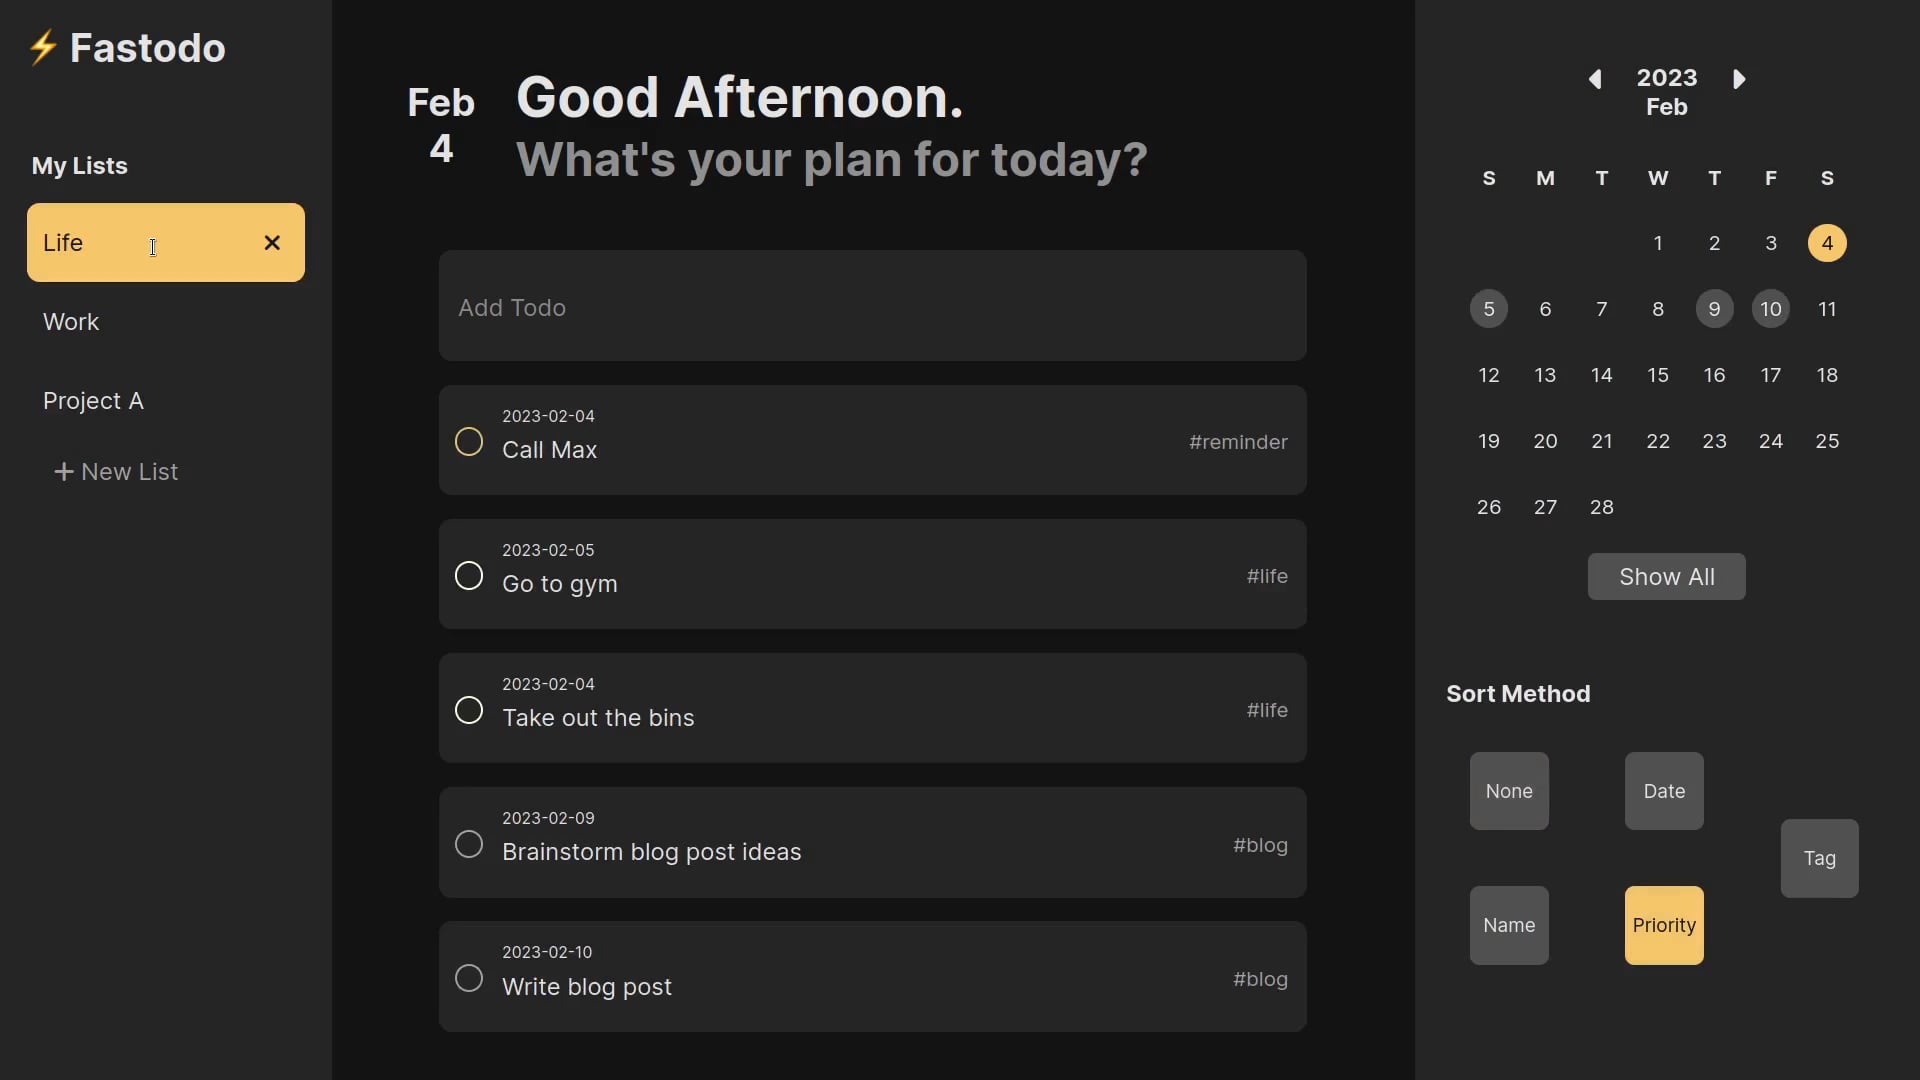 ⚡ Fastodo
My Lists
Life
Work
Project A
+ New List
Feb
4
Good Afternoon.
What's your plan for today?
Add Todo
2023-02-04
Call Max
#reminder
2023-02-05
Go to gym
#life
2023-02-04
Take out the bins
#life
2023-02-09
Brainstorm blog post ideas
#blog
2023-02-10
Write blog post
#blog
2023
Feb
S M T W T F S
1 2 3 4
5 6 7 8 9 10 11
12 13 14 15 16 17 18
19 20 21 22 23 24 25
26 27 28
Show All
Sort Method
None Date
Tag
Name Priority